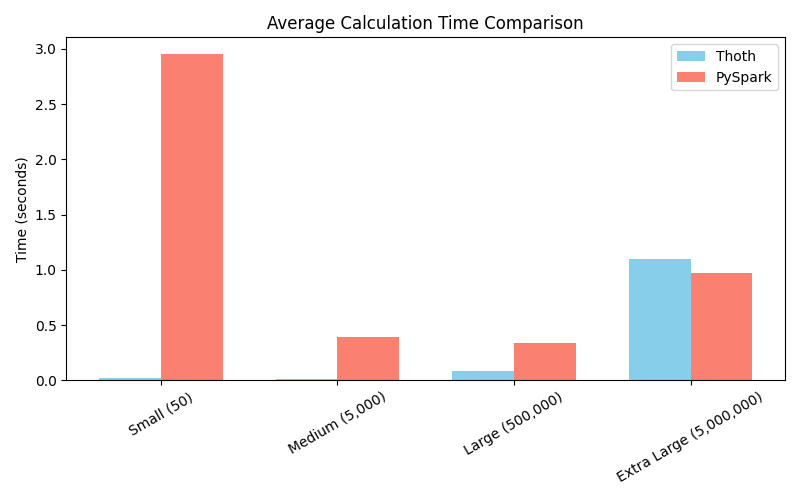 Average Calculation Time Comparison
Thoth
PySpark
Time (seconds)
3.0
2.5
2.0
1.5
1.0
0.5
0.0
Small (50)
Medium (5,000)
Large (500,000)
Extra Large (5,000,000)